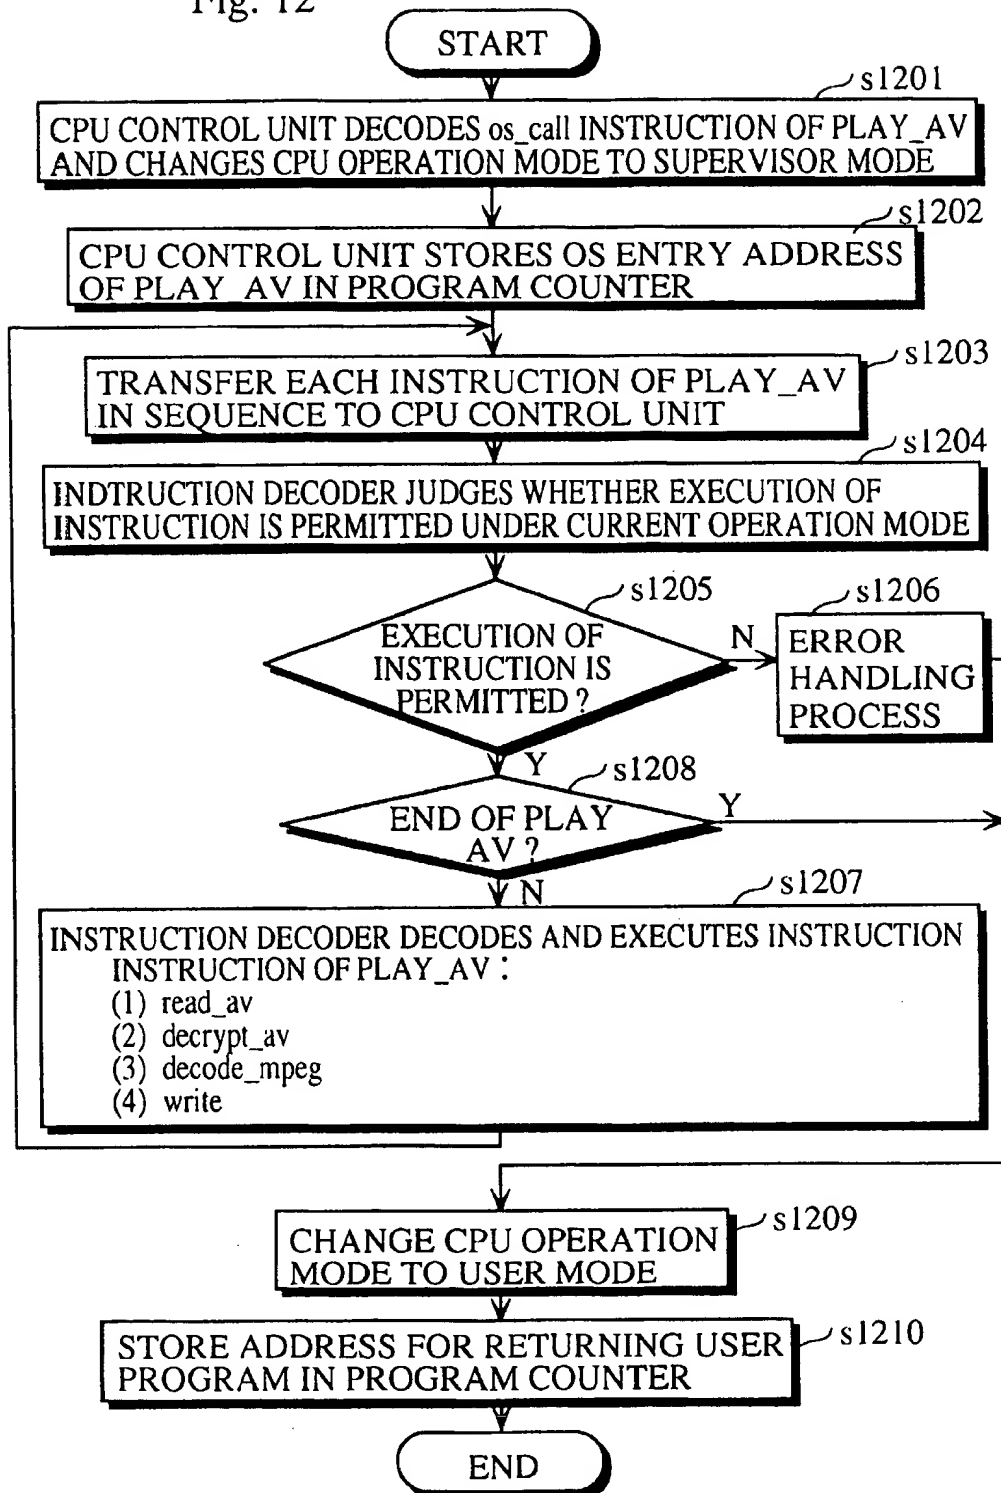 Fig. 12
START
s1201
CPU CONTROL UNIT DECODES os_call INSTRUCTION OF PLAY_AV
AND CHANGES CPU OPERATION MODE TO SUPERVISOR MODE
s1202
CPU CONTROL UNIT STORES OS ENTRY ADDRESS
OF PLAY_AV IN PROGRAM COUNTER
s1203
TRANSFER EACH INSTRUCTION OF PLAY_AV
IN SEQUENCE TO CPU CONTROL UNIT
s1204
INDTRUCTION DECODER JUDGES WHETHER EXECUTION OF
INSTRUCTION IS PERMITTED UNDER CURRENT OPERATION MODE
s1205
EXECUTION OF
INSTRUCTION IS
PERMITTED ?
N
s1206
ERROR
HANDLING
PROCESS
Y
s1208
END OF PLAY
AV ?
Y
N
s1207
INSTRUCTION DECODER DECODES AND EXECUTES INSTRUCTION
INSTRUCTION OF PLAY_AV :
(1) read_av
(2) decrypt_av
(3) decode_mpeg
(4) write
s1209
CHANGE CPU OPERATION
MODE TO USER MODE
s1210
STORE ADDRESS FOR RETURNING USER
PROGRAM IN PROGRAM COUNTER
END